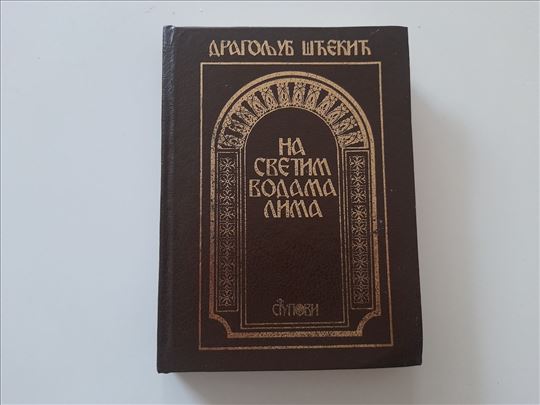 ДРАГОЉУБ ШЋЕКИЋ
НА
СВЕТИМ
ВОДАМА
ЛИМА
СТУПОВИ